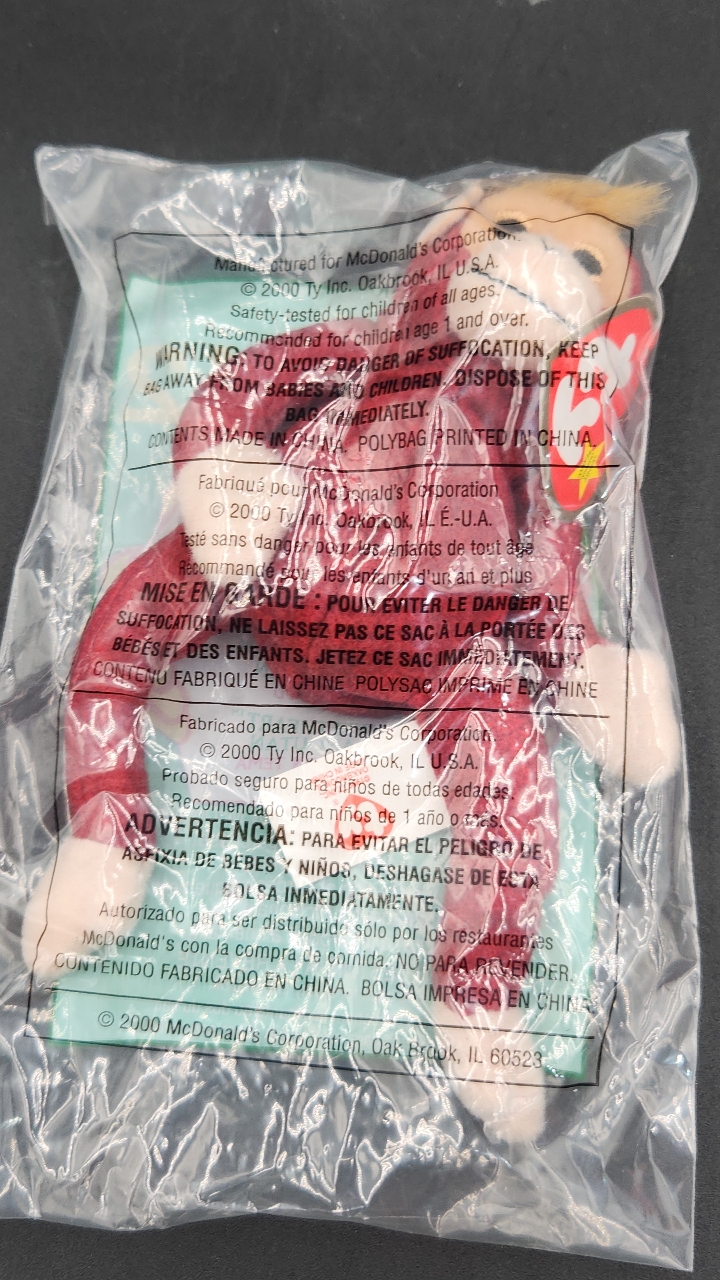 Manufactured for McDonald's Corporation.
© 2000 Ty Inc. Oakbrook, IL U.S.A.
Safety-tested for children of all ages.
Recommended for children age 1 and over.
WARNING: TO AVOID DANGER OF SUFFOCATION, KEEP
BAG AWAY FROM BABIES AND CHILDREN. DISPOSE OF THIS
BAG IMMEDIATELY.
CONTENTS MADE IN CHINA. POLYBAG PRINTED IN CHINA.
ty
Fabriqué pour McDonald's Corporation
© 2000 Ty Inc. Oakbrook, IL É.-U.A.
Testé sans danger pour les enfants de tout âge
Recommandé pour les enfants d'un an et plus
MISE EN GARDE : POUR ÉVITER LE DANGER DE
SUFFOCATION, NE LAISSEZ PAS CE SAC À LA PORTÉE DES
BÉBÉS ET DES ENFANTS. JETEZ CE SAC IMMÉDIATEMENT.
CONTENU FABRIQUÉ EN CHINE POLYSAC IMPRIMÉ EN CHINE
Fabricado para McDonald's Corporation.
© 2000 Ty Inc. Oakbrook, IL U.S.A.
Probado seguro para niños de todas edades.
Recomendado para niños de 1 año o más.
ADVERTENCIA: PARA EVITAR EL PELIGRO DE
ASFIXIA DE BEBES Y NIÑOS, DESHAGASE DE ESTA
BOLSA INMEDIATAMENTE.
Autorizado para ser distribuido sólo por los restaurantes
McDonald's con la compra de comida. NO PARA REVENDER.
CONTENIDO FABRICADO EN CHINA. BOLSA IMPRESA EN CHINA.
© 2000 McDonald's Corporation, Oak Brook, IL 60523